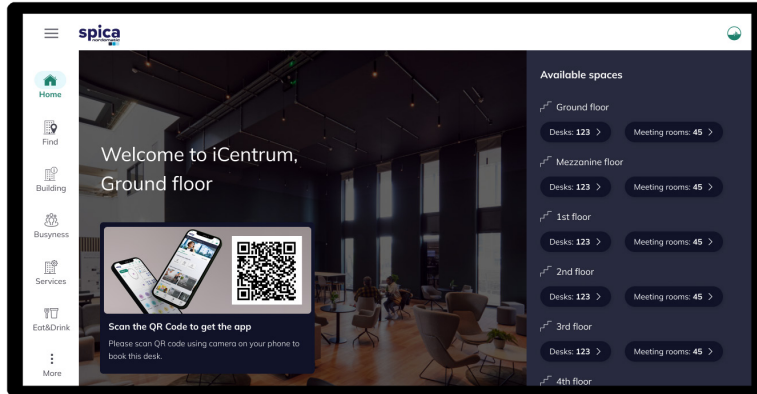 spica
Home
Find
Building
Busyness
Services
Eat&Drink
More
Welcome to iCentrum,
Ground floor
Scan the QR Code to get the app
Please scan QR code using camera on your phone to
book this desk.
Available spaces
Ground floor
Desks: 123 > Meeting rooms: 45 >
Mezzanine floor
Desks: 123 > Meeting rooms: 45 >
1st floor
Desks: 123 > Meeting rooms: 45 >
2nd floor
Desks: 123 > Meeting rooms: 45 >
3rd floor
Desks: 123 > Meeting rooms: 45 >
4th floor